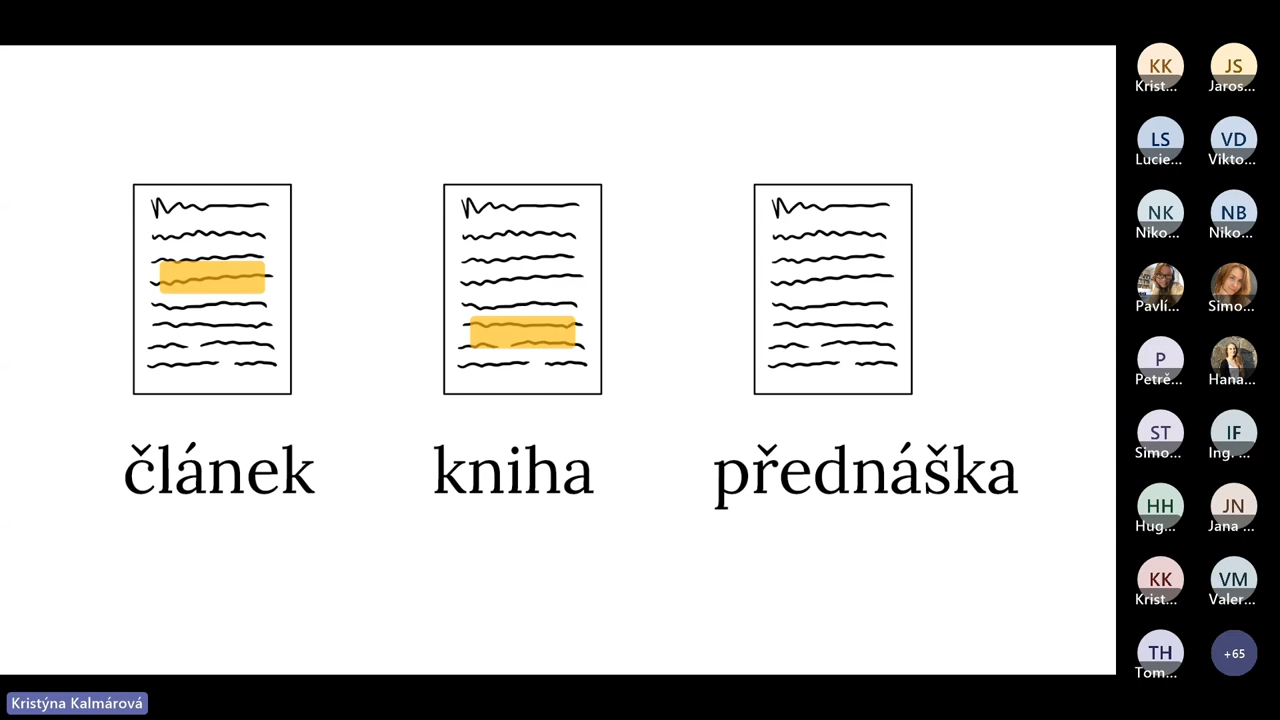 článek
kniha
přednáška
KK
Krist...
JS
Jaros...
LS
Lucie...
VD
Vikto...
NK
Niko...
NB
Niko...
Pavlí...
Simo...
P
Petrě...
Hana...
ST
Simo...
IF
Ing. ...
HH
Hug...
JN
Jana ...
KK
Krist...
VM
Valer...
TH
Tom...
+65
Kristýna Kalmárová